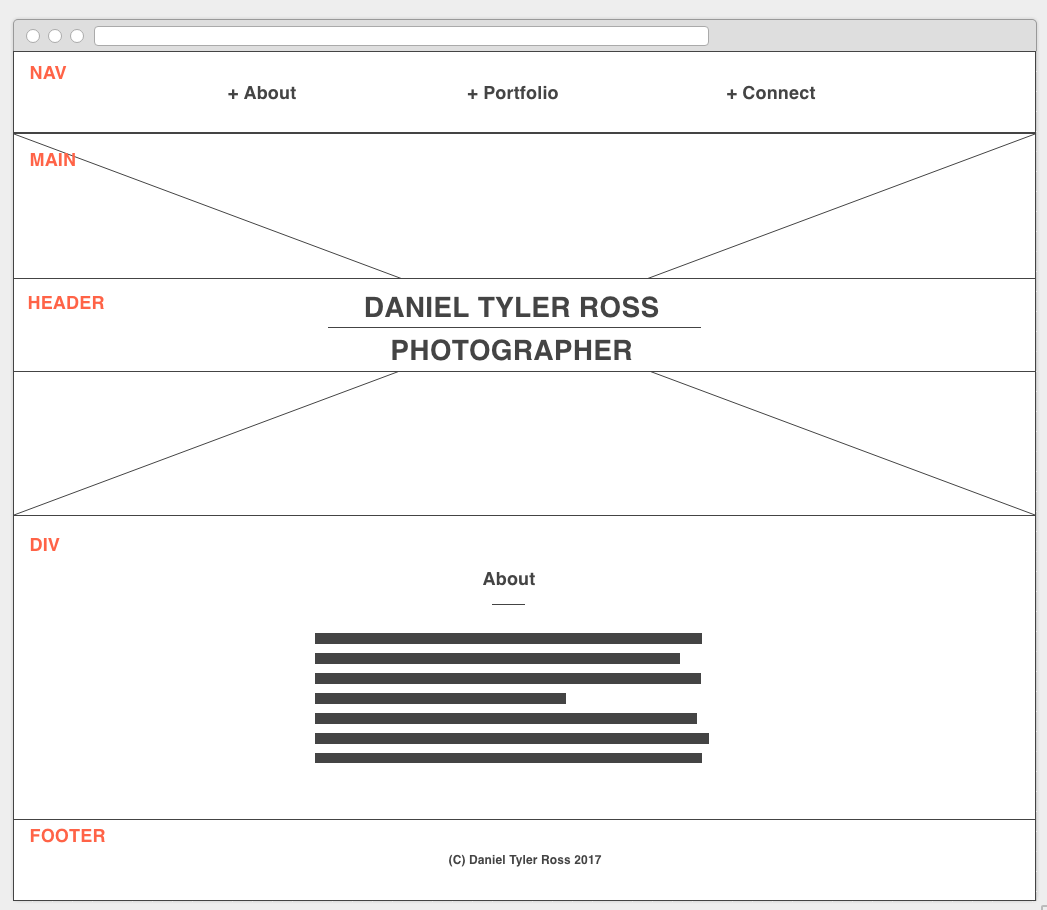 NAV
+ About
+ Portfolio
+ Connect
MAIN
HEADER
DANIEL TYLER ROSS
PHOTOGRAPHER
DIV
About
FOOTER
(C) Daniel Tyler Ross 2017